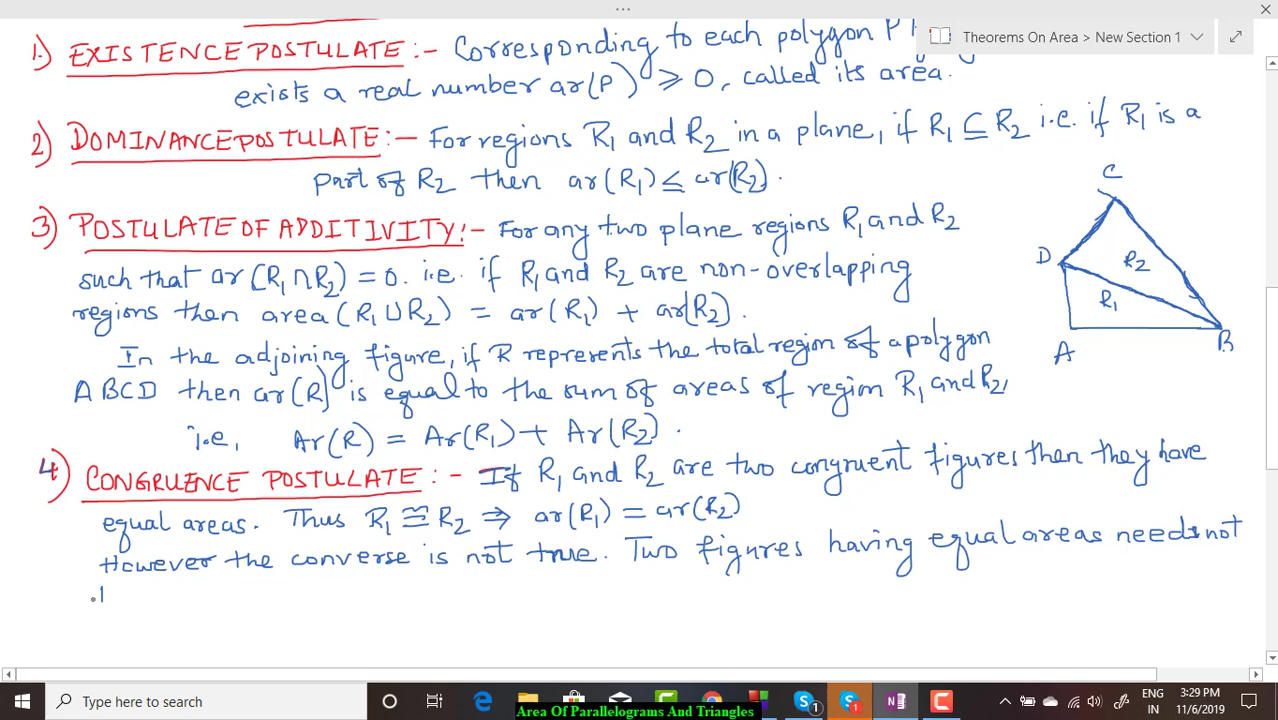 Theorems On Area > New Section 1
1.) EXISTENCE POSTULATE :- Corresponding to each polygon P
exists a real number ar(P) ⩾ 0, called its area.
2) DOMINANCE POSTULATE :- For regions R1 and R2 in a plane, if R1 ⊆ R2 i.e. if R1 is a
part of R2 then ar(R1) ≤ ar(R2).
3) POSTULATE OF ADDITIVITY :- For any two plane regions R1 and R2
such that ar(R1 ∩ R2) = 0. i.e. if R1 and R2 are non-overlapping
regions then area (R1 ∪ R2) = ar(R1) + ar(R2).
In the adjoining figure, if R represents the total region of a polygon
ABCD then ar(R) is equal to the sum of areas of region R1 and R2,
i.e, Ar(R) = Ar(R1) + Ar(R2).
C
D
R2
R1
A
B
4) CONGRUENCE POSTULATE :- If R1 and R2 are two congruent figures then they have
equal areas. Thus R1 ≅ R2 ⇒ ar(R1) = ar(R2)
However the converse is not true. Two figures having equal areas needs not
Type here to search
ENG
IN
3:29 PM
11/6/2019
Area Of Parallelograms And Triangles